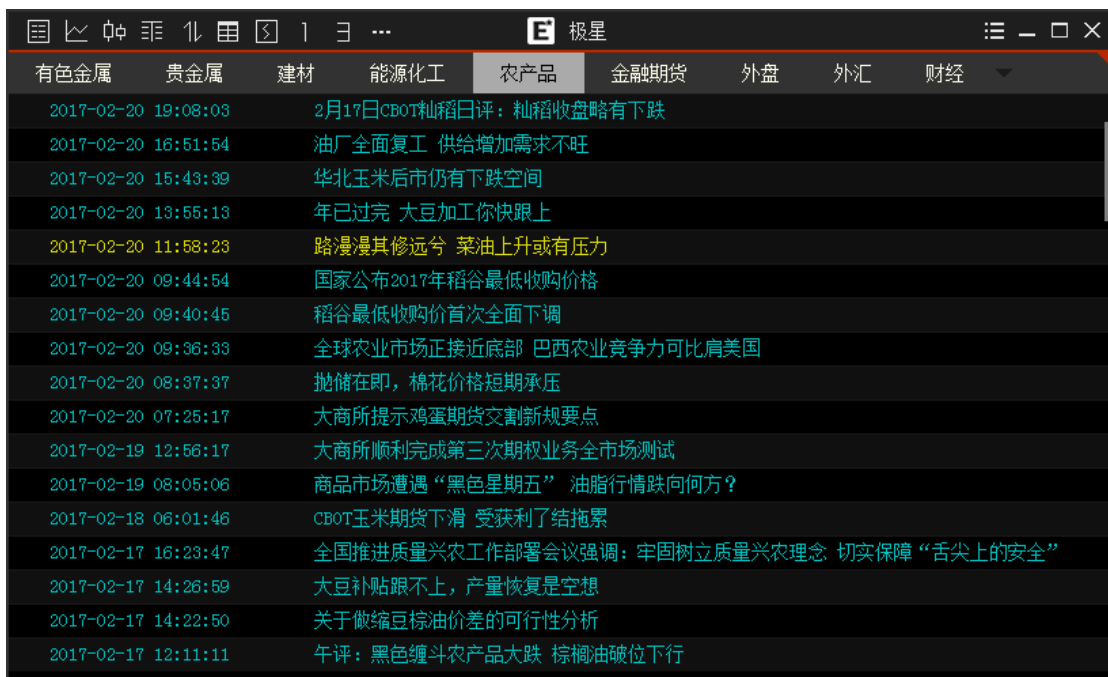 极星
有色金属 贵金属 建材 能源化工 农产品 金融期货 外盘 外汇 财经
2017-02-20 19:08:03 2月17日CBOT籼稻日评：籼稻收盘略有下跌
2017-02-20 16:51:54 油厂全面复工 供给增加需求不旺
2017-02-20 15:43:39 华北玉米后市仍有下跌空间
2017-02-20 13:55:13 年已过完 大豆加工你快跟上
2017-02-20 11:58:23 路漫漫其修远兮 菜油上升或有压力
2017-02-20 09:44:54 国家公布2017年稻谷最低收购价格
2017-02-20 09:40:45 稻谷最低收购价首次全面下调
2017-02-20 09:36:33 全球农业市场正接近底部 巴西农业竞争力可比肩美国
2017-02-20 08:37:37 抛储在即，棉花价格短期承压
2017-02-20 07:25:17 大商所提示鸡蛋期货交割新规要点
2017-02-19 12:56:17 大商所顺利完成第三次期权业务全市场测试
2017-02-19 08:05:06 商品市场遭遇“黑色星期五” 油脂行情跌向何方？
2017-02-18 06:01:46 CBOT玉米期货下滑 受获利了结拖累
2017-02-17 16:23:47 全国推进质量兴农工作部署会议强调：牢固树立质量兴农理念 切实保障“舌尖上的安全”
2017-02-17 14:26:59 大豆补贴跟不上，产量恢复是空想
2017-02-17 14:22:50 关于做缩豆棕油价差的可行性分析
2017-02-17 12:11:11 午评：黑色缠斗农产品大跌 棕榈油破位下行